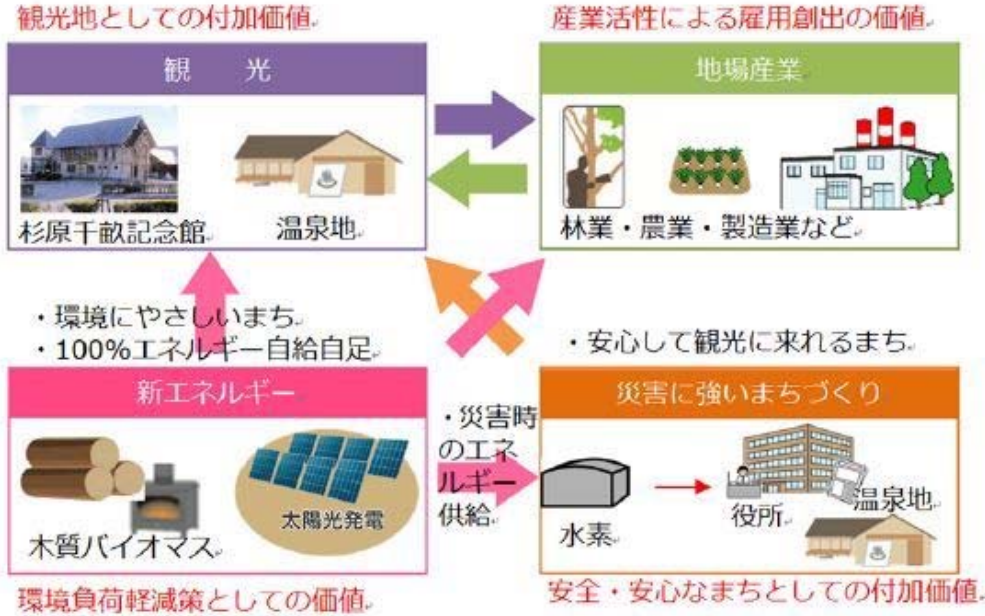 観光地としての付加価値
産業活性による雇用創出の価値
観　光
地場産業
杉原千畝記念館
温泉地
林業・農業・製造業など
・環境にやさしいまち
・100%エネルギー自給自足
・安心して観光に来れるまち
新エネルギー
災害に強いまちづくり
・災害時
のエネ
ルギー
供給
木質バイオマス
太陽光発電
水素
役所
温泉地
環境負荷軽減策としての価値
安全・安心なまちとしての付加価値